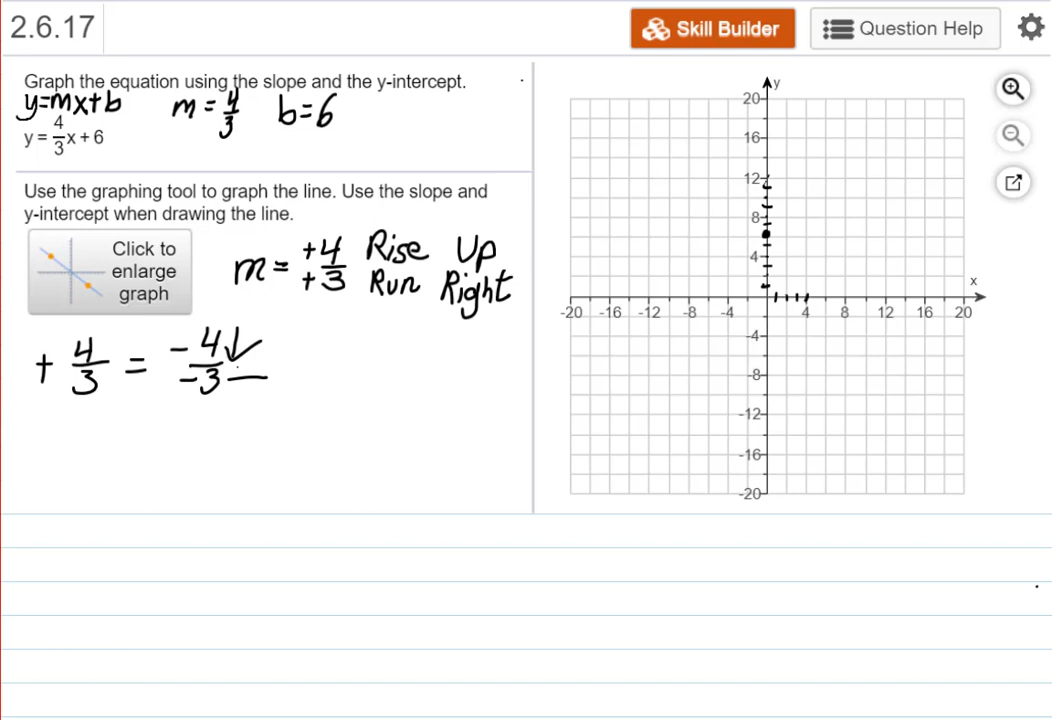 2.6.17
Skill Builder
Question Help
Graph the equation using the slope and the y-intercept.
y=mx+b m = 4/3 b=6
y = 4/3 x + 6
Use the graphing tool to graph the line. Use the slope and
y-intercept when drawing the line.
Click to
enlarge
graph
m = +4/+3 Rise Up
Run Right
+ 4/3 = -4↓/-3
y
20
16
12
8
4
x
-20 -16 -12 -8 -4 4 8 12 16 20
-4
-8
-12
-16
-20